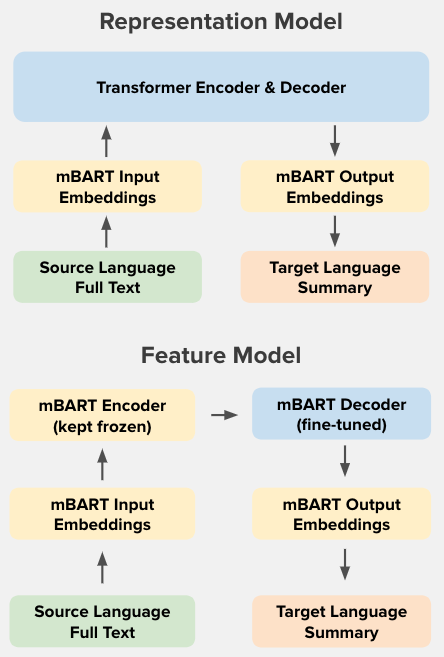 Representation Model
Transformer Encoder & Decoder
mBART Input
Embeddings
mBART Output
Embeddings
Source Language
Full Text
Target Language
Summary
Feature Model
mBART Encoder
(kept frozen)
mBART Decoder
(fine-tuned)
mBART Input
Embeddings
mBART Output
Embeddings
Source Language
Full Text
Target Language
Summary